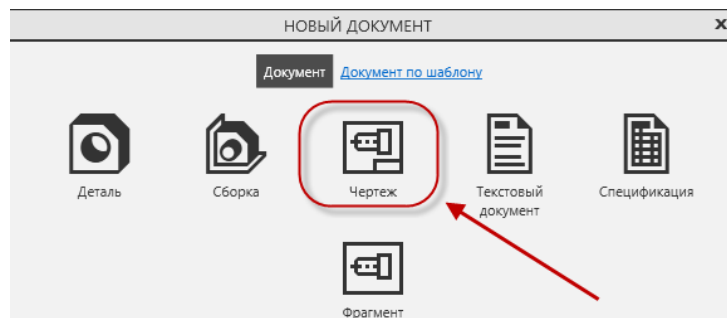 НОВЫЙ ДОКУМЕНТ
Документ Документ по шаблону
Деталь Сборка Чертеж Текстовый документ Спецификация
Фрагмент